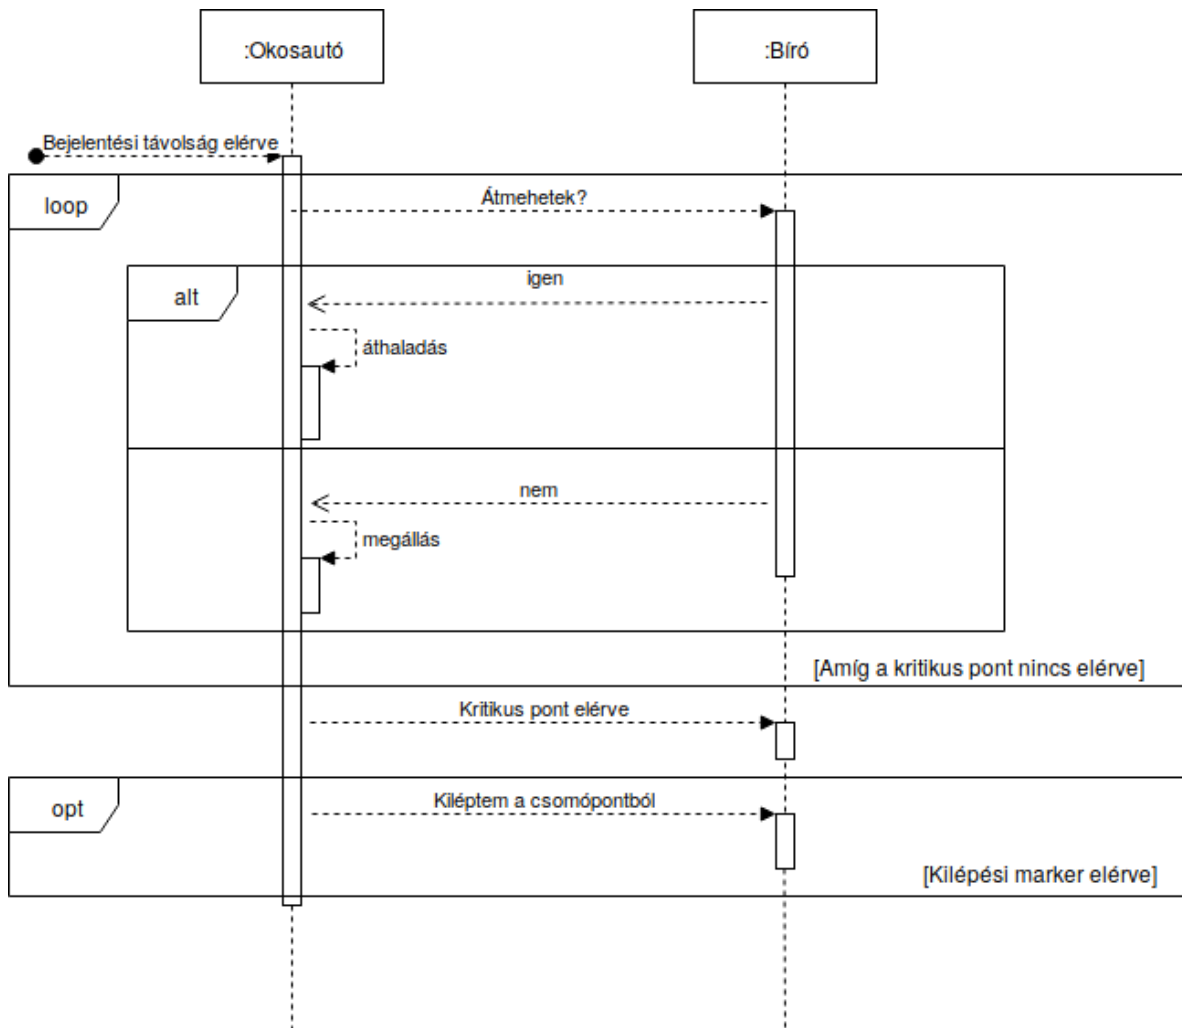 :Okosautó
:Bíró
Bejelentési távolság elérve
loop
Átmehetek?
alt
igen
áthaladás
nem
megállás
[Amíg a kritikus pont nincs elérve]
Kritikus pont elérve
opt
Kiléptem a csomópontból
[Kilépési marker elérve]